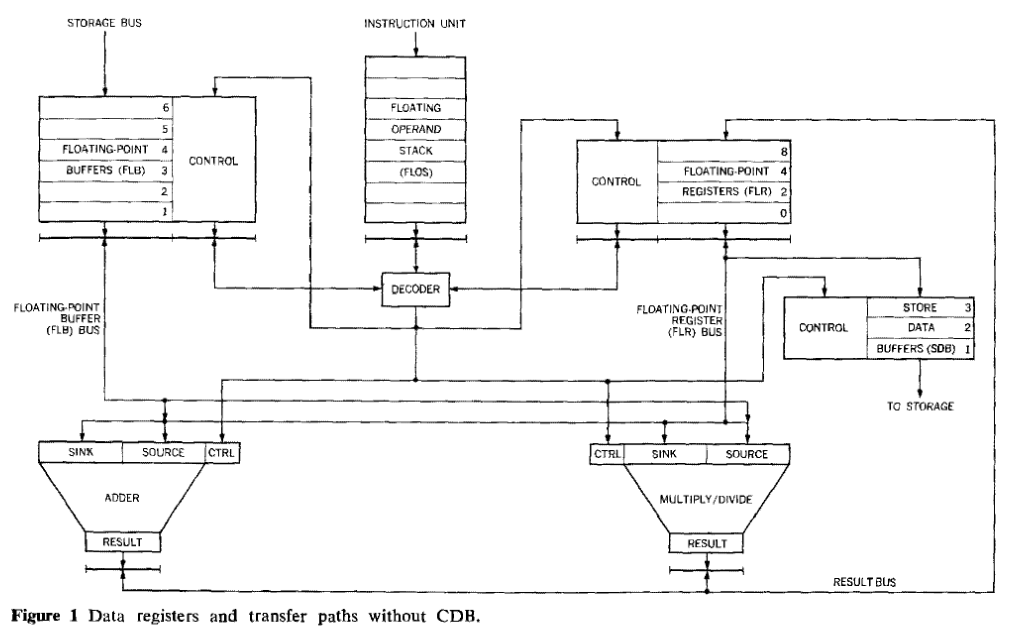 STORAGE BUS
INSTRUCTION UNIT
6
5
FLOATING-POINT 4
BUFFERS (FLB) 3
2
1
CONTROL
FLOATING
OPERAND
STACK
(FLOS)
CONTROL
8
FLOATING-POINT 4
REGISTERS (FLR) 2
0
DECODER
FLOATING-POINT
BUFFER
(FLB) BUS
FLOATING-POINT
REGISTER
(FLR) BUS
CONTROL
STORE 3
DATA 2
BUFFERS (SDB) 1
TO STORAGE
SINK SOURCE CTRL
ADDER
RESULT
CTRL SINK SOURCE
MULTIPLY/DIVIDE
RESULT
RESULT BUS
Figure 1 Data registers and transfer paths without CDB.